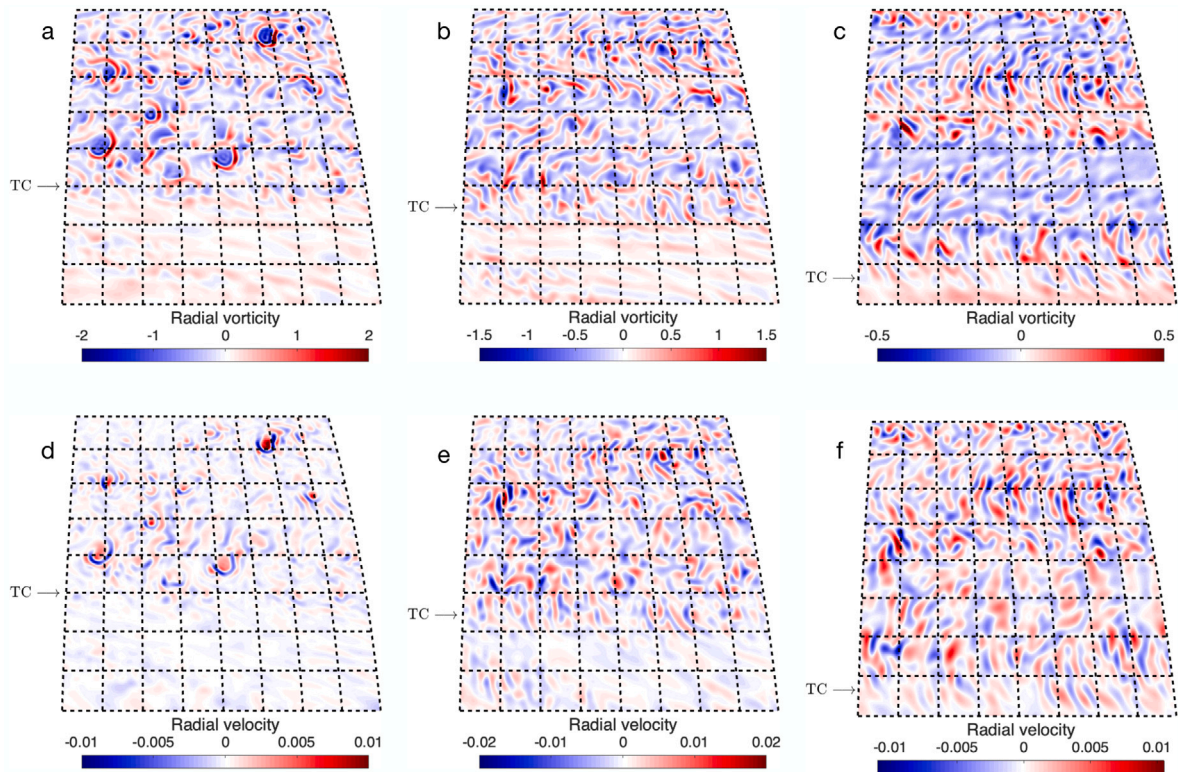 a
b
c
TC →
TC →
TC →
Radial vorticity
-2 -1 0 1 2
Radial vorticity
-1.5 -1 -0.5 0 0.5 1 1.5
Radial vorticity
-0.5 0 0.5
d
e
f
TC →
TC →
TC →
Radial velocity
-0.01 -0.005 0 0.005 0.01
Radial velocity
-0.02 -0.01 0 0.01 0.02
Radial velocity
-0.01 -0.005 0 0.005 0.01